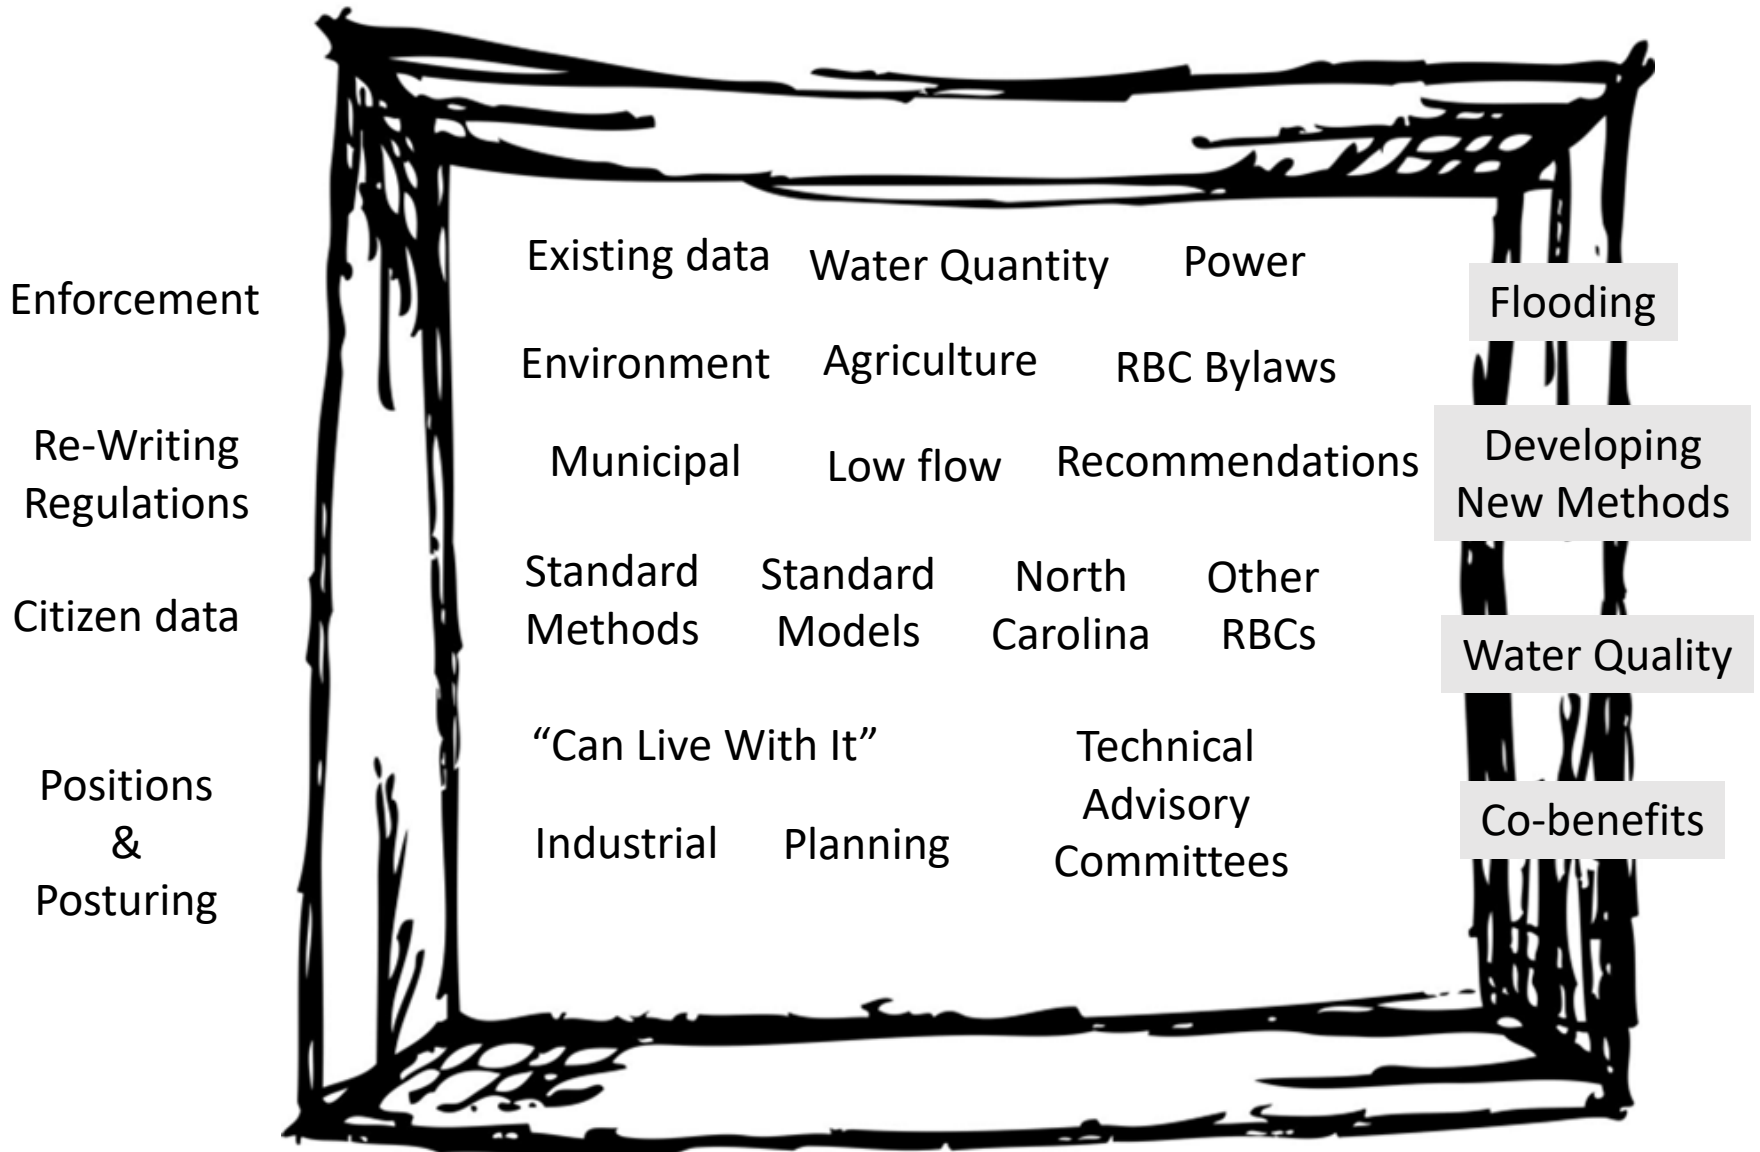 Existing data
Water Quantity
Power
Enforcement
Flooding
Environment
Agriculture
RBC Bylaws
Re-Writing
Regulations
Municipal
Low flow
Recommendations
Developing
New Methods
Citizen data
Standard
Methods
Standard
Models
North
Carolina
Other
RBCs
Water Quality
“Can Live With It”
Technical
Advisory
Committees
Positions
&
Posturing
Industrial
Planning
Co-benefits